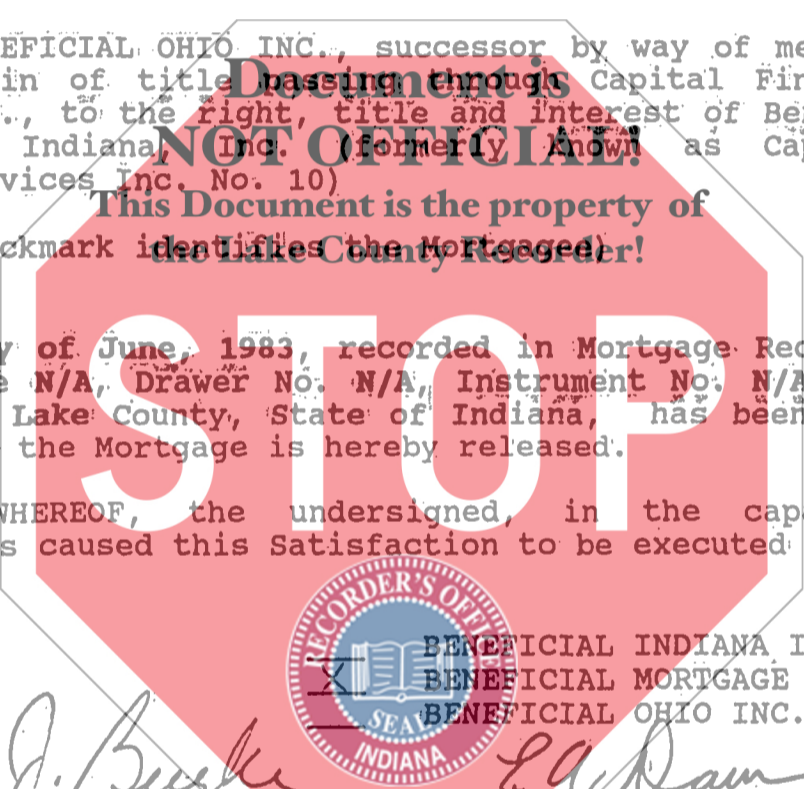 EFICIAL OHIO INC., successor by way of me
in of title passing through Capital Fin
., to the right, title and interest of Be
Indiana, Inc. (formerly known as Cap
vices Inc. No. 10)
Document is
NOT OFFICIAL!
This Document is the property of
the Lake County Recorder!
ckmark identifies the Mortgagee)
STOP
y of June, 1983, recorded in Mortgage Rec
e N/A, Drawer No. N/A, Instrument No. N/A
Lake County, State of Indiana, has been
the Mortgage is hereby released.
WHEREOF, the undersigned, in the capa
s caused this Satisfaction to be executed
RECORDER'S OFFICE
SEAL
INDIANA
BENEFICIAL INDIANA I
X BENEFICIAL MORTGAGE
BENEFICIAL OHIO INC.